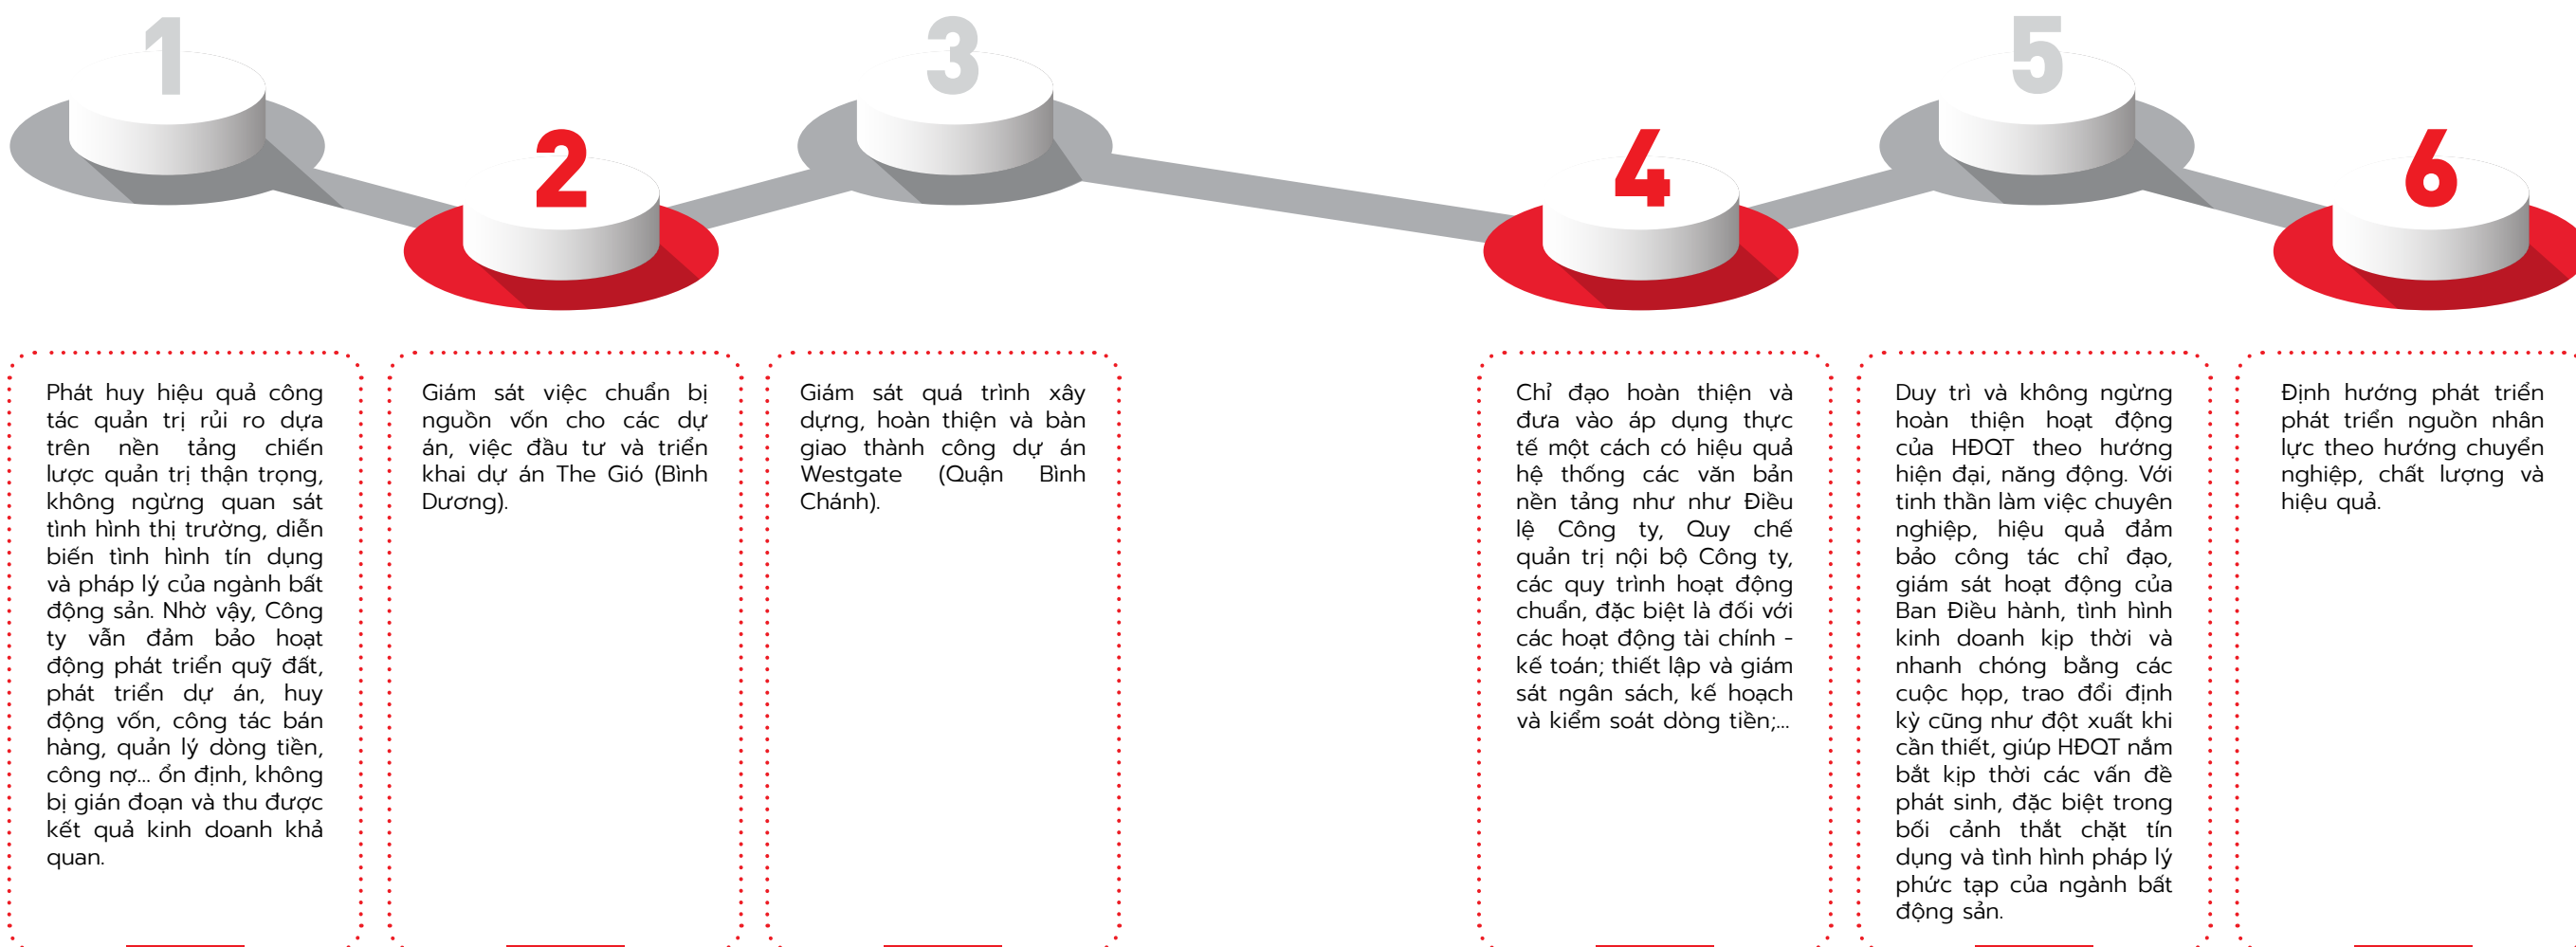 1
Phát huy hiệu quả công
tác quản trị rủi ro dựa
trên nền tảng chiến
lược quản trị thận trọng,
không ngừng quan sát
tình hình thị trường, diễn
biến tình hình tín dụng
và pháp lý của ngành bất
động sản. Nhờ vậy, Công
ty vẫn đảm bảo hoạt
động phát triển quỹ đất,
phát triển dự án, huy
động vốn, công tác bán
hàng, quản lý dòng tiền,
công nợ... ổn định, không
bị gián đoạn và thu được
kết quả kinh doanh khả
quan.
2
Giám sát việc chuẩn bị
nguồn vốn cho các dự
án, việc đầu tư và triển
khai dự án The Gió (Bình
Dương).
3
Giám sát quá trình xây
dựng, hoàn thiện và bàn
giao thành công dự án
Westgate (Quận Bình
Chánh).
4
Chỉ đạo hoàn thiện và
đưa vào áp dụng thực
tế một cách có hiệu quả
hệ thống các văn bản
nền tảng như như Điều
lệ Công ty, Quy chế
quản trị nội bộ Công ty,
các quy trình hoạt động
chuẩn, đặc biệt là đối với
các hoạt động tài chính -
kế toán; thiết lập và giám
sát ngân sách, kế hoạch
và kiểm soát dòng tiền;...
5
Duy trì và không ngừng
hoàn thiện hoạt động
của HĐQT theo hướng
hiện đại, năng động. Với
tinh thần làm việc chuyên
nghiệp, hiệu quả đảm
bảo công tác chỉ đạo,
giám sát hoạt động của
Ban Điều hành, tình hình
kinh doanh kịp thời và
nhanh chóng bằng các
cuộc họp, trao đổi định
kỳ cũng như đột xuất khi
cần thiết, giúp HĐQT nắm
bắt kịp thời các vấn đề
phát sinh, đặc biệt trong
bối cảnh thắt chặt tín
dụng và tình hình pháp lý
phức tạp của ngành bất
động sản.
6
Định hướng phát triển
phát triển nguồn nhân
lực theo hướng chuyển
nghiệp, chất lượng và
hiệu quả.